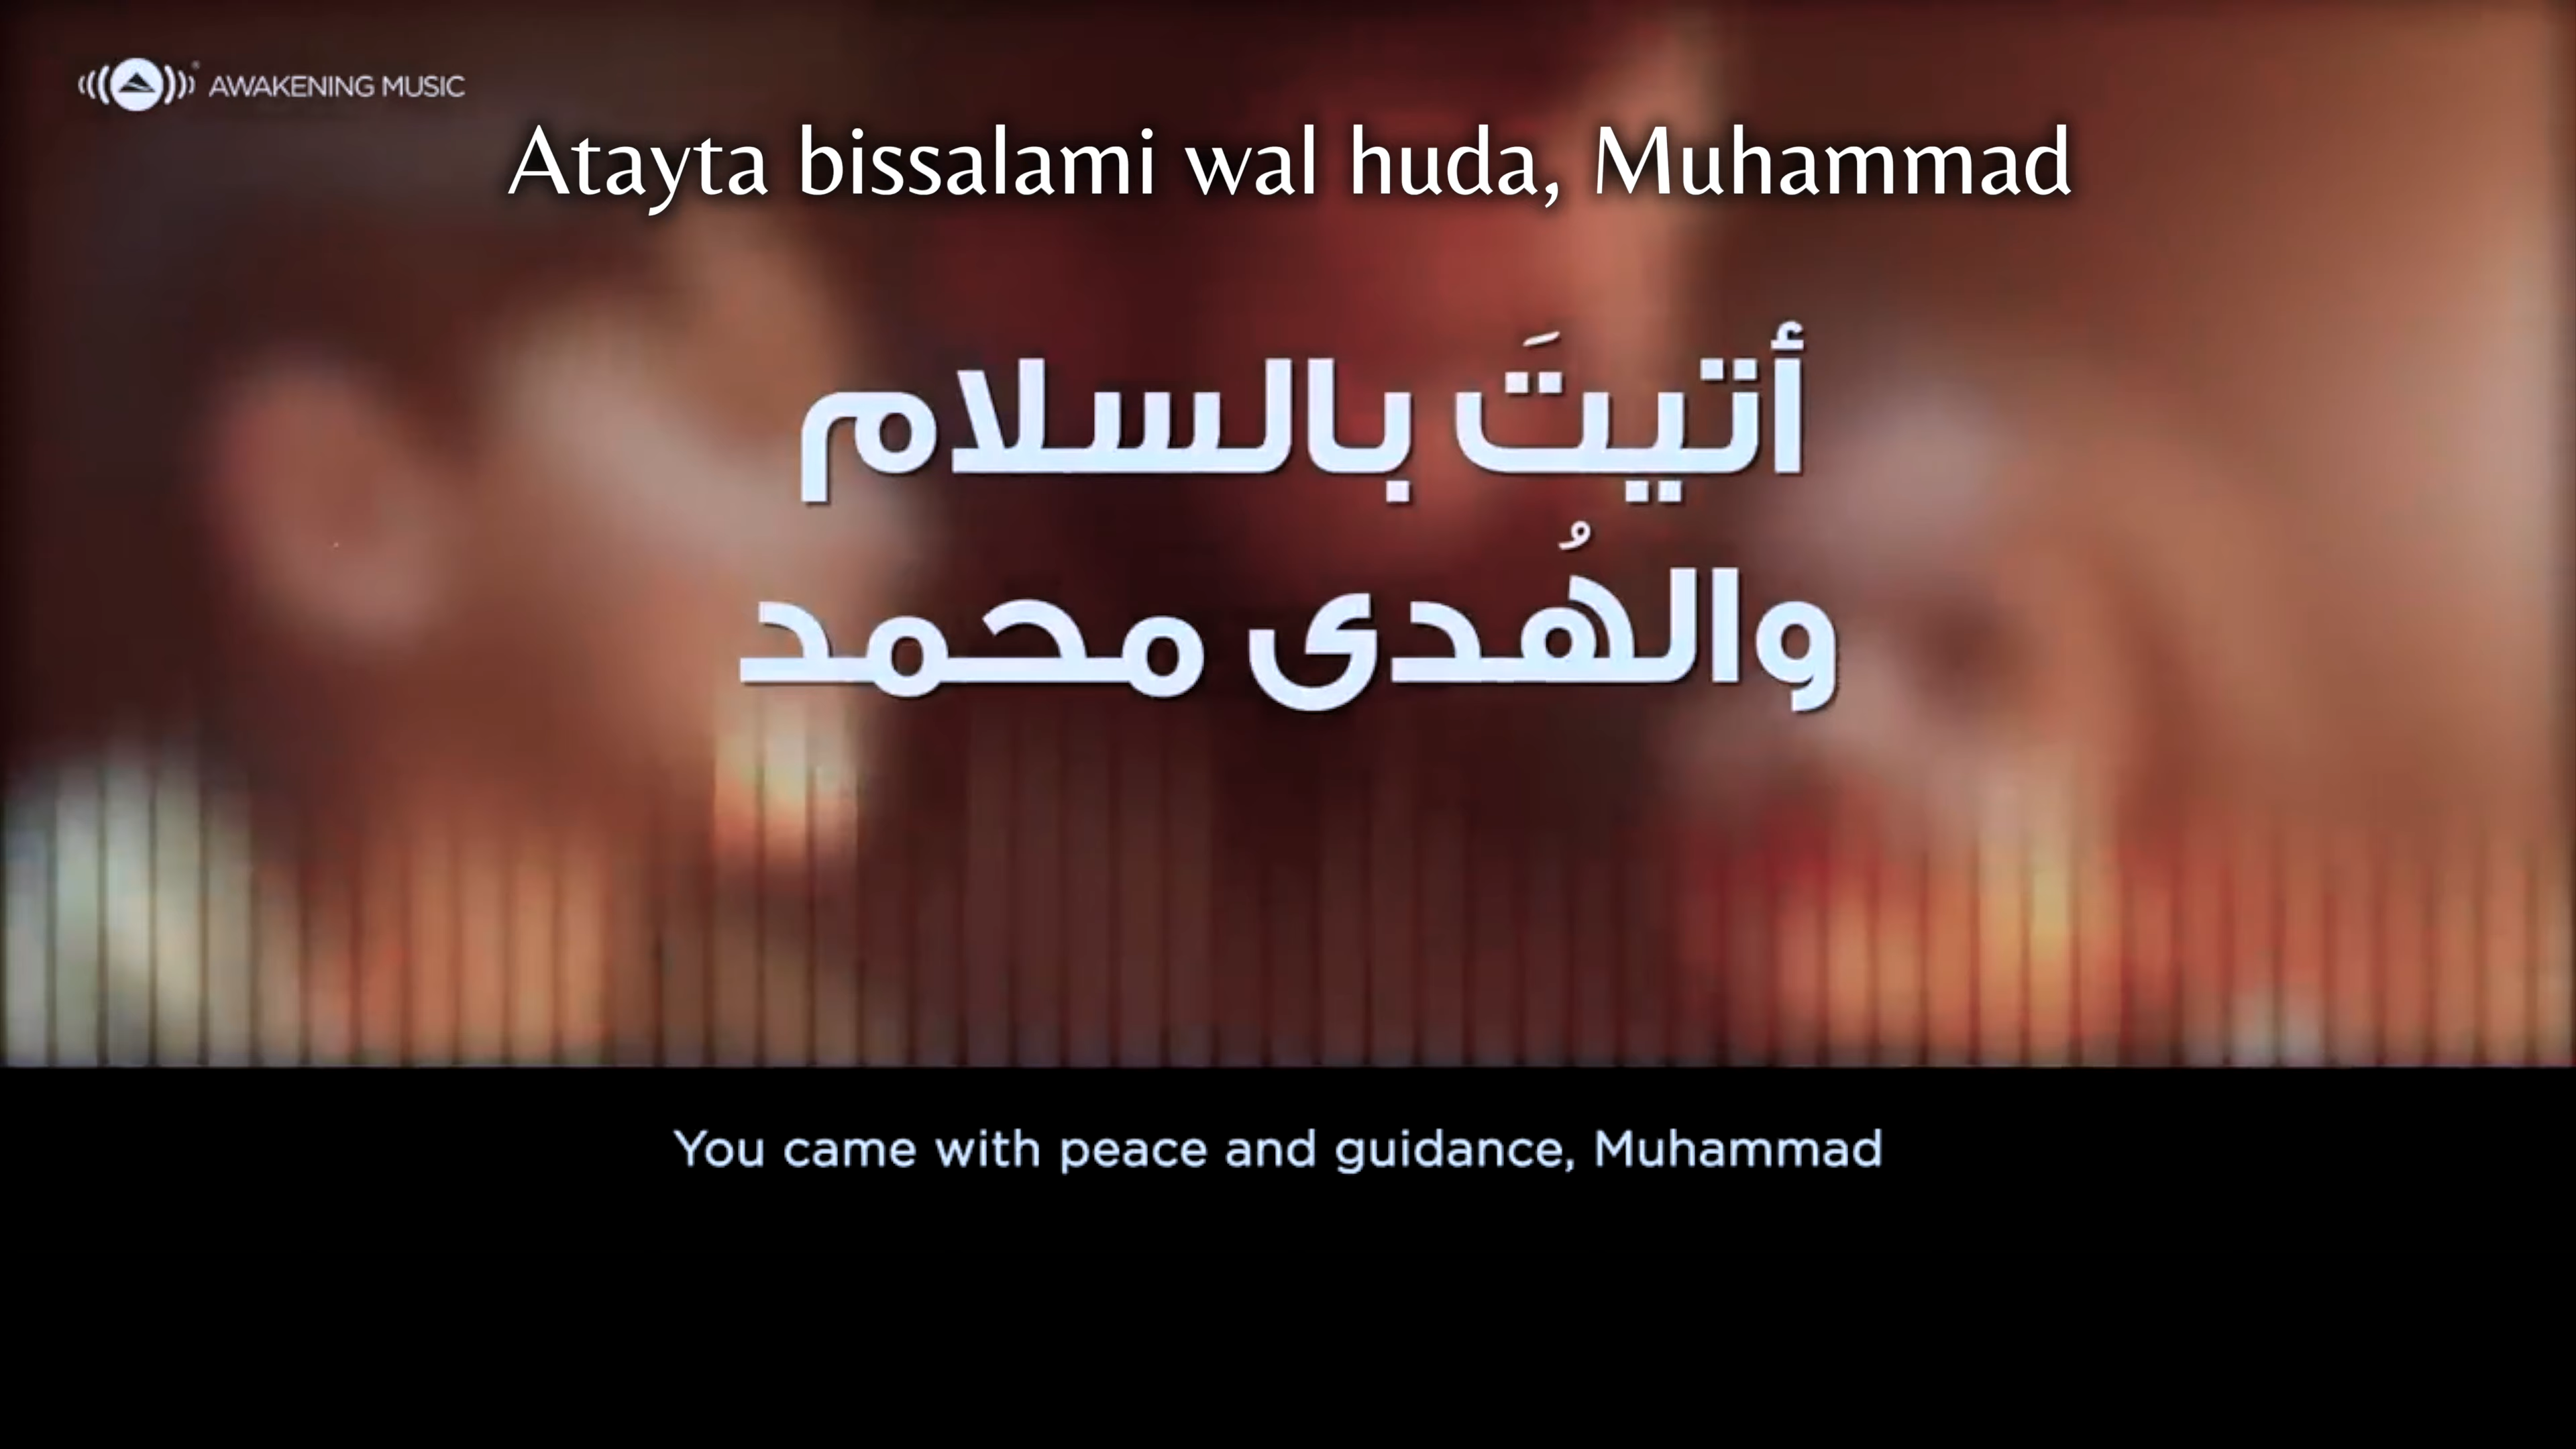 AWAKENING MUSIC
Atayta bissalami wal huda, Muhammad
أتيتَ بالسلام
والهُدى محمد
You came with peace and guidance, Muhammad